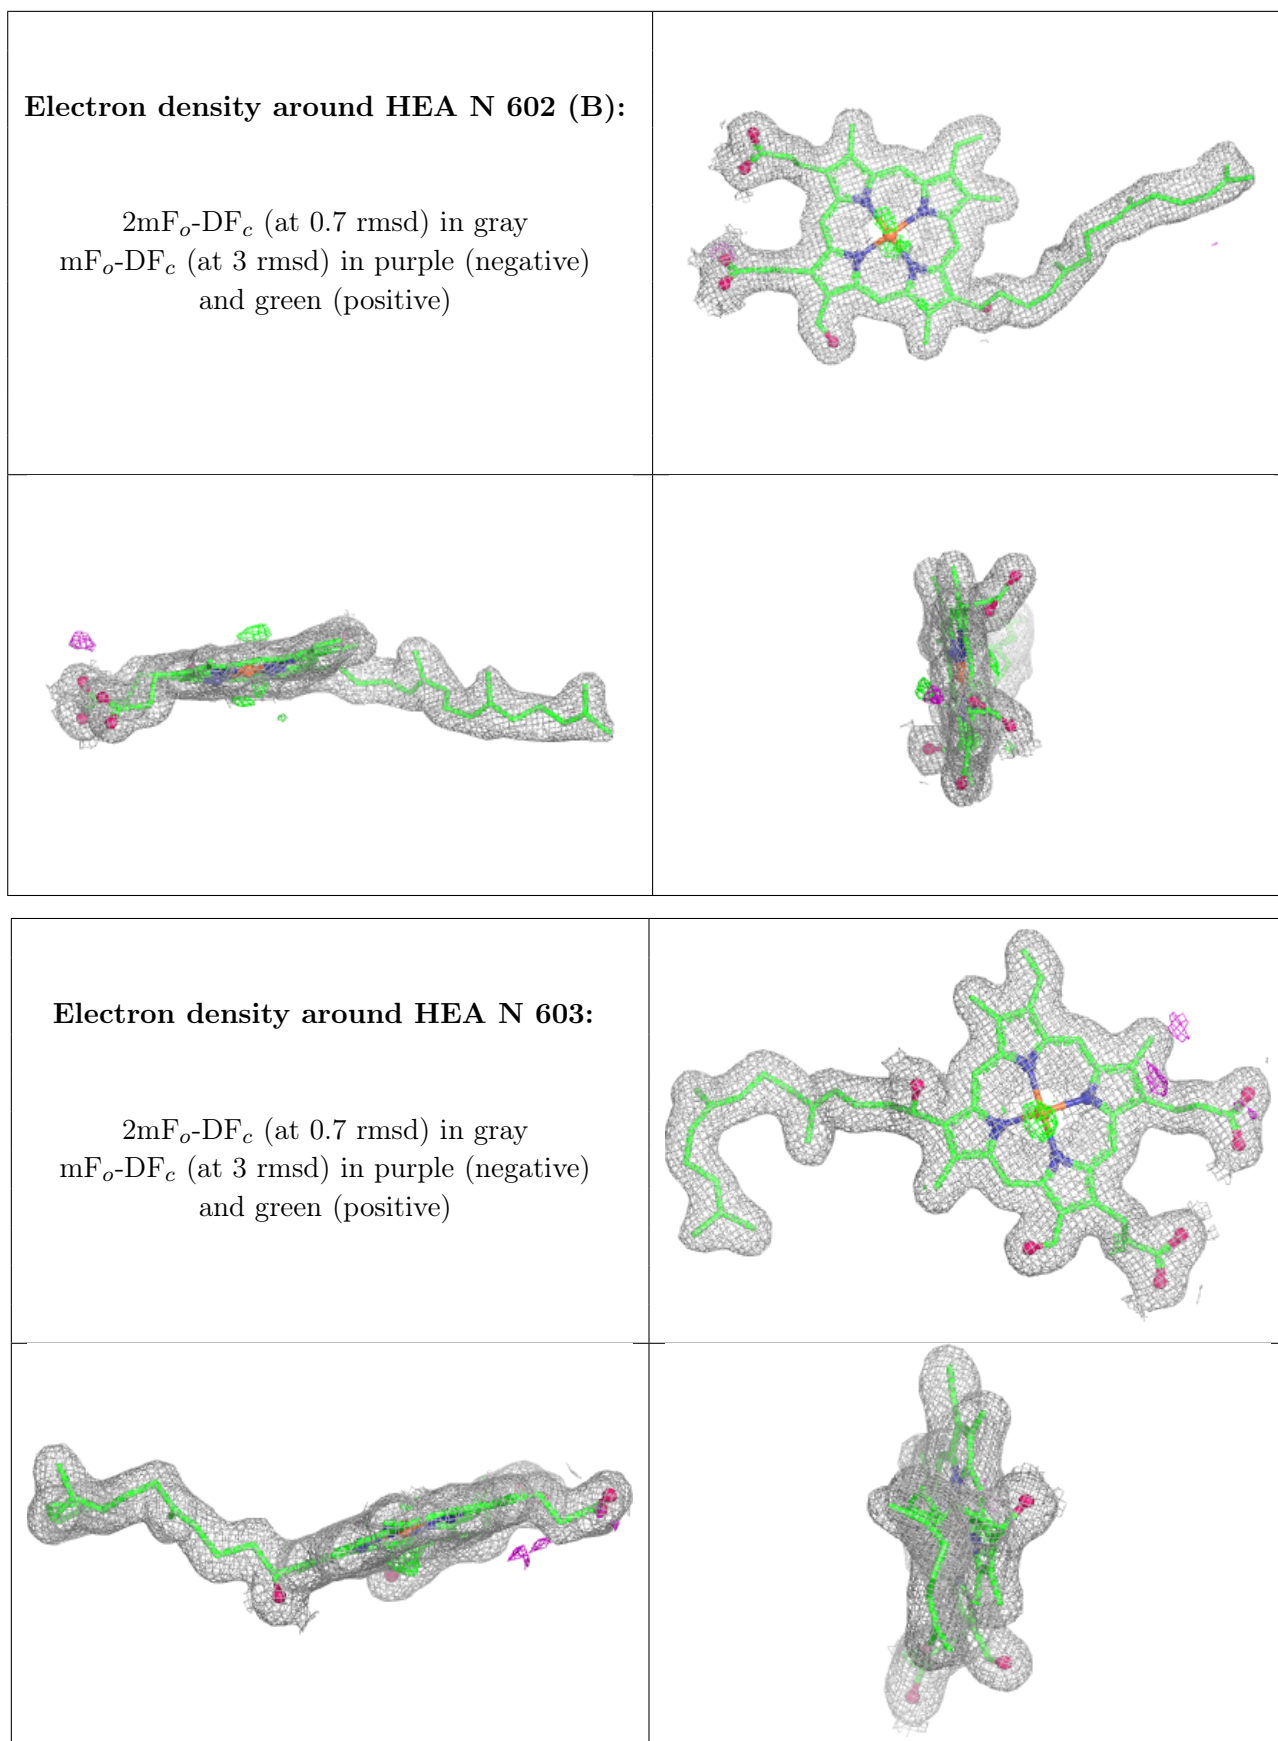 Electron density around HEA N 602 (B):
2mFo-DFc (at 0.7 rmsd) in gray
mFo-DFc (at 3 rmsd) in purple (negative)
and green (positive)
Electron density around HEA N 603:
2mFo-DFc (at 0.7 rmsd) in gray
mFo-DFc (at 3 rmsd) in purple (negative)
and green (positive)